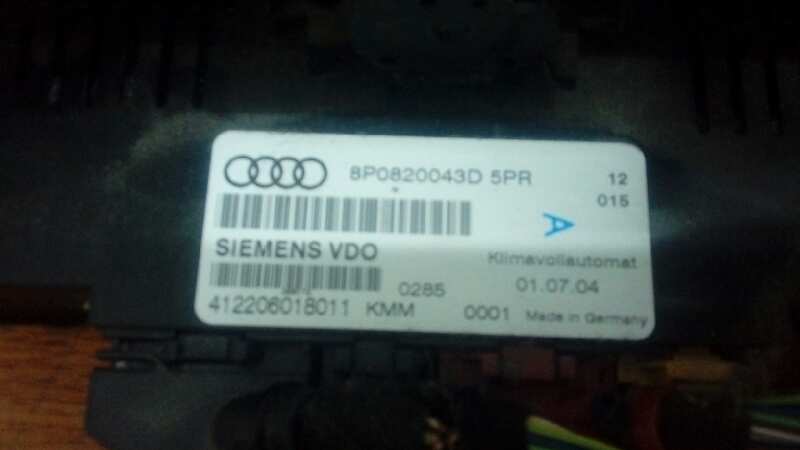 8P0820043D 5PR 12
015
A
SIEMENS VDO
Klimavollautomat
0285 01.07.04
412206018011 KMM 0001 Made in Germany